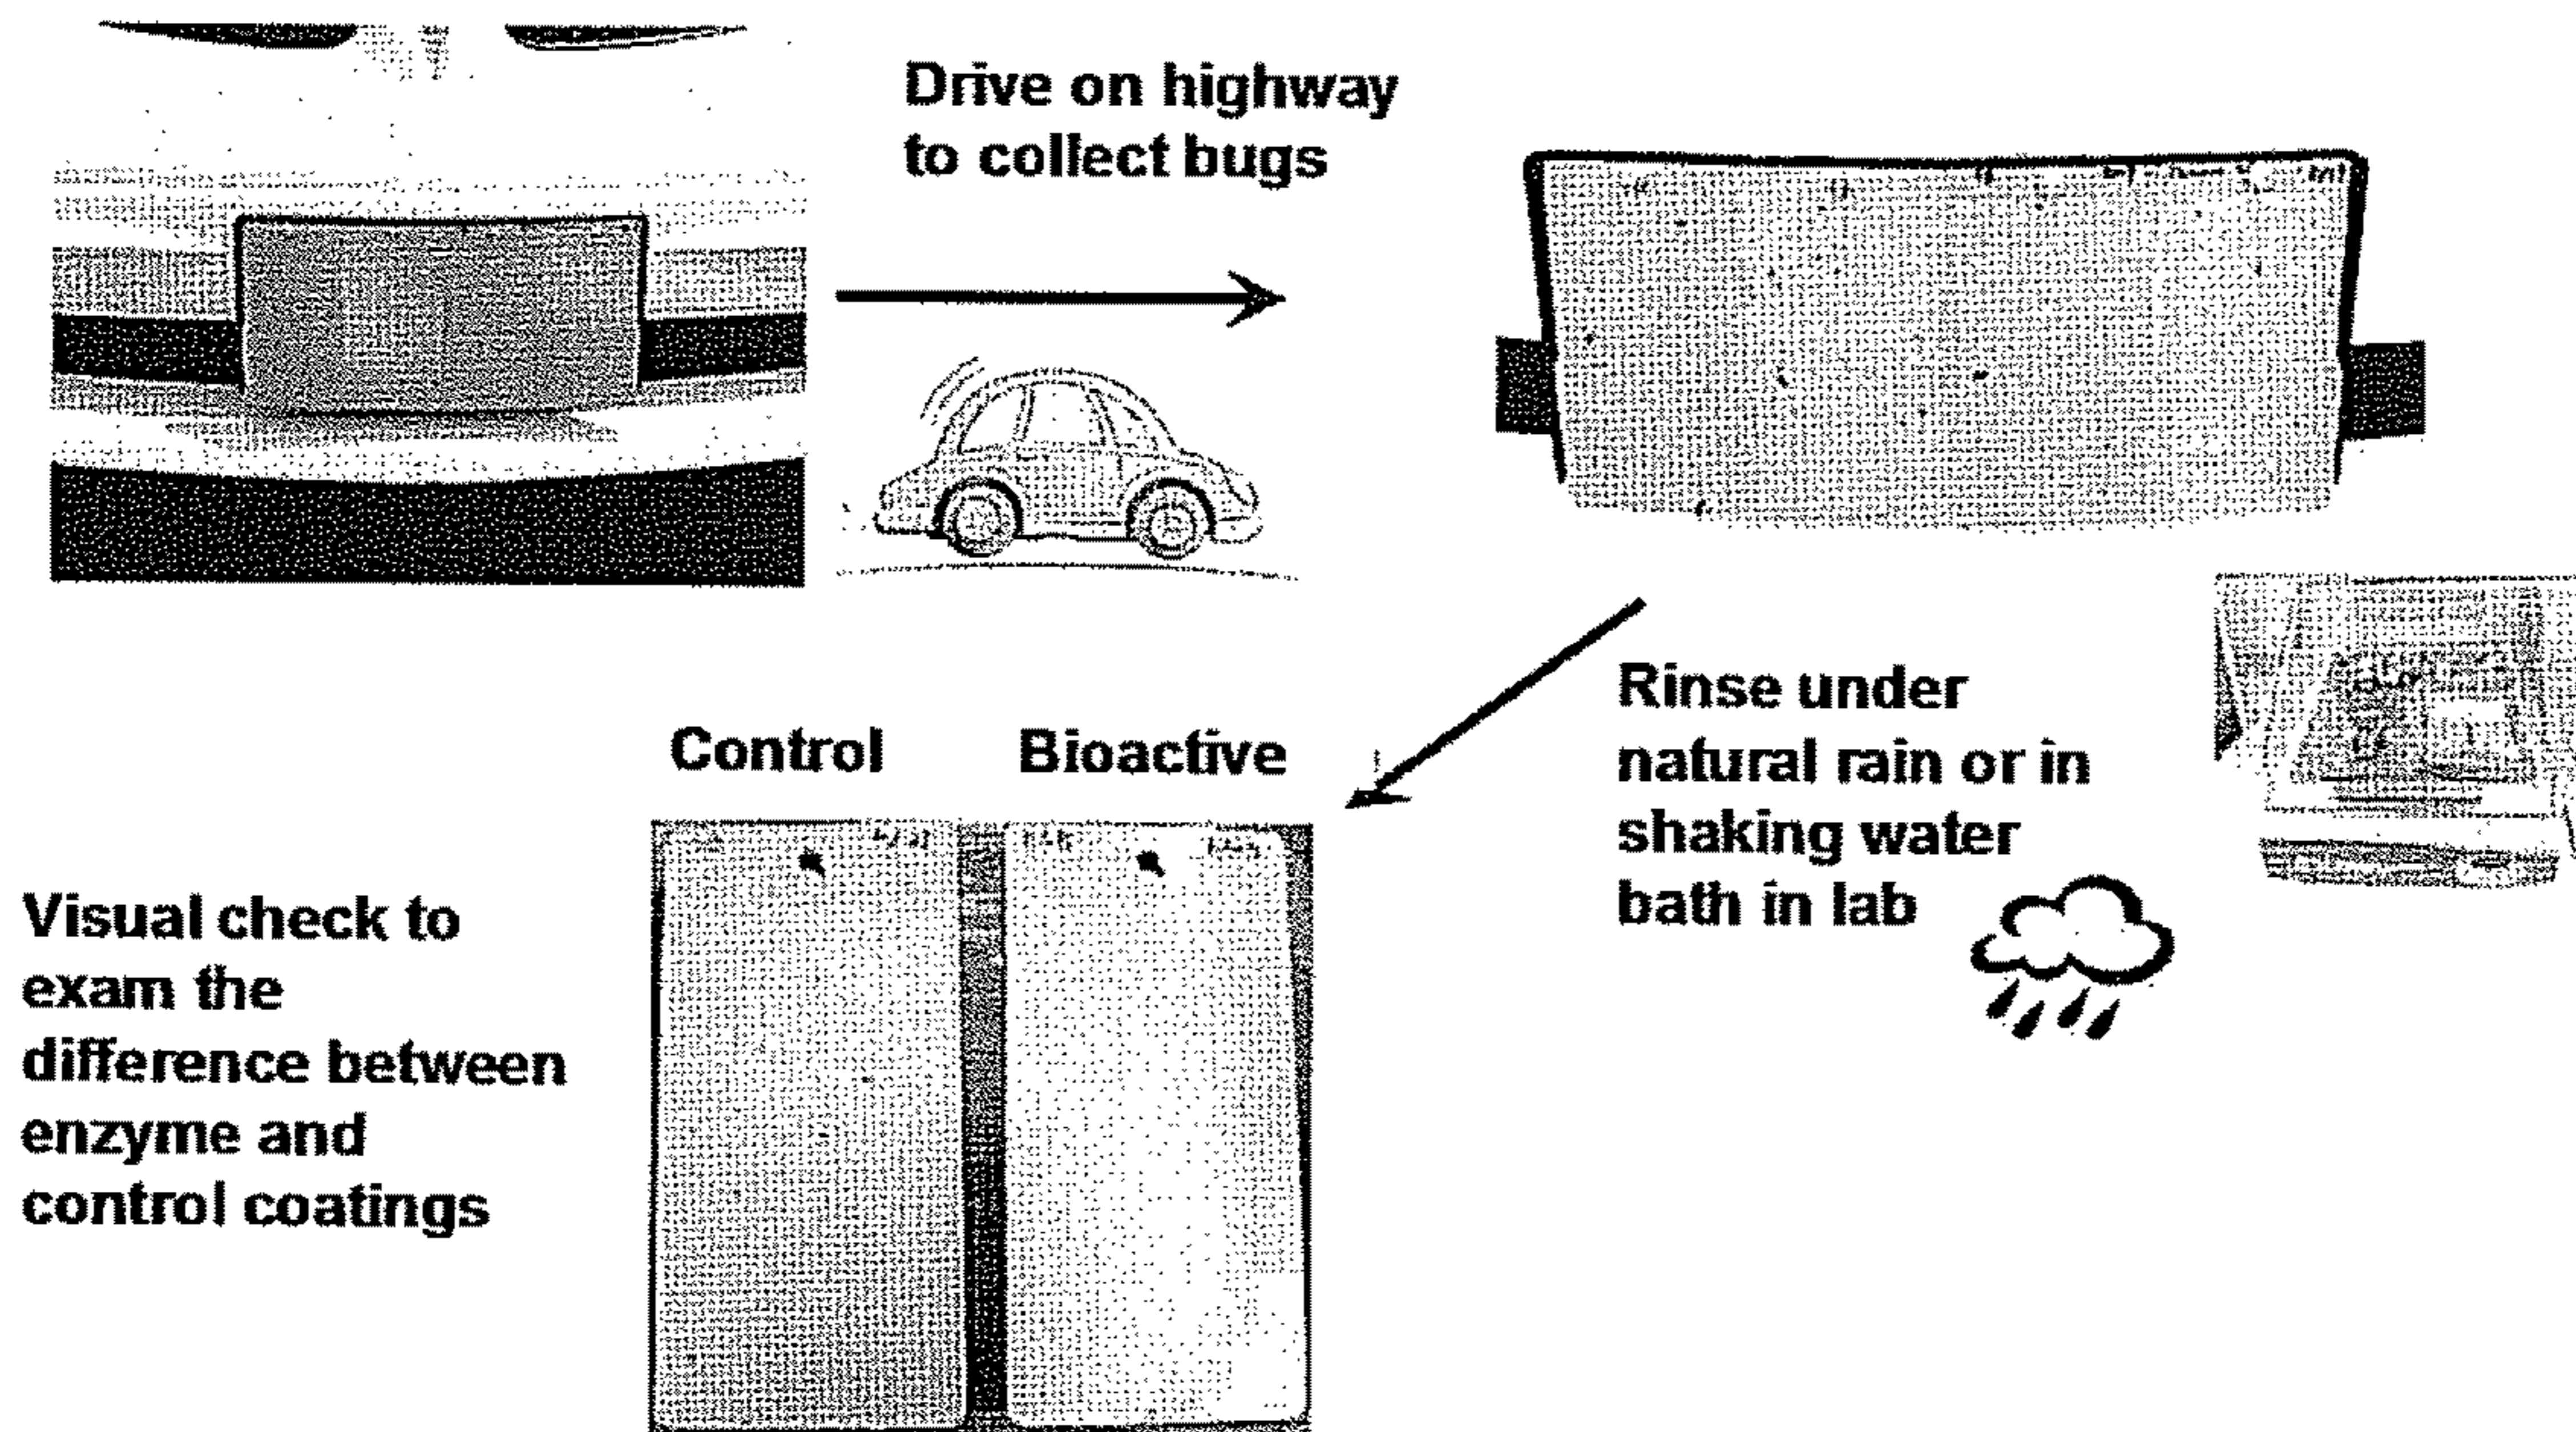 Drive on highway
to collect bugs
Rinse under
natural rain or in
shaking water
bath in lab
Control Bioactive
Visual check to
exam the
difference between
enzyme and
control coatings